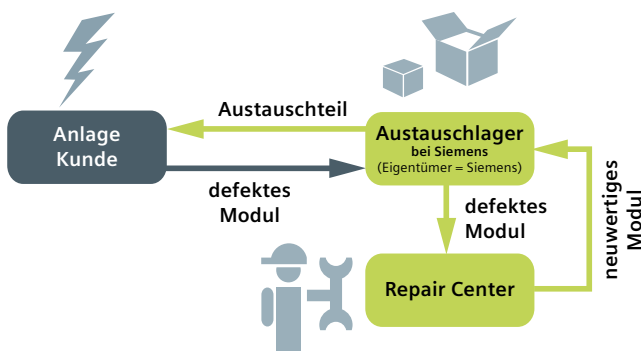 Austauschteil
Anlage
Kunde
Austauschlager
bei Siemens
(Eigentümer = Siemens)
defektes
Modul
defektes
Modul
neuwertiges
Modul
Repair Center